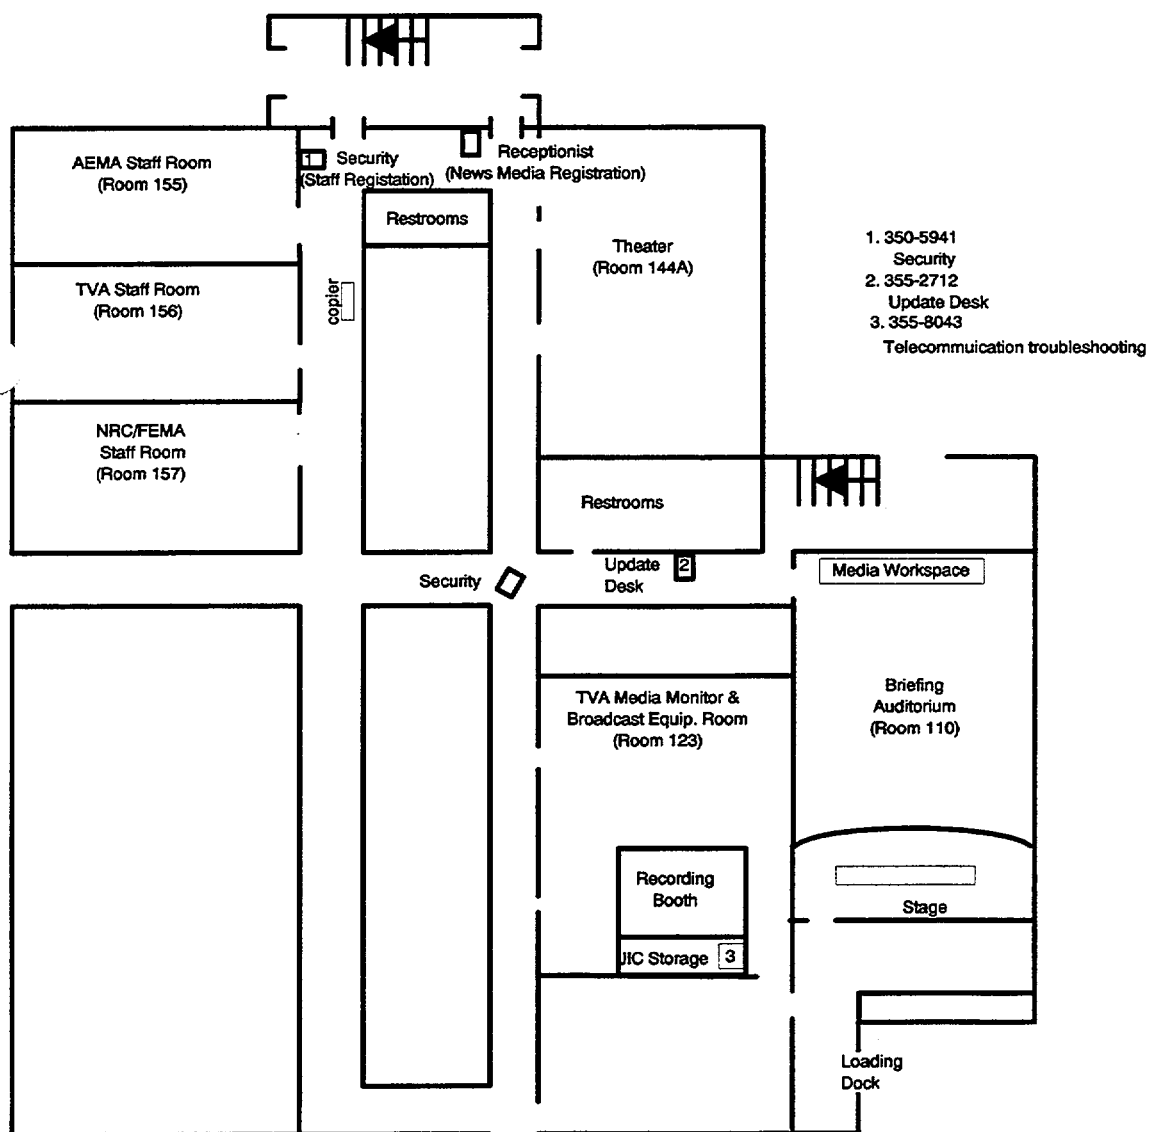 AEMA Staff Room
(Room 155)
1
Security
(Staff Registation)
Receptionist
(News Media Registration)
Restrooms
Theater
(Room 144A)
1. 350-5941
Security
2. 355-2712
Update Desk
3. 355-8043
Telecommuication troubleshooting
TVA Staff Room
(Room 156)
copier
NRC/FEMA
Staff Room
(Room 157)
Restrooms
Security
Update
Desk
2
Media Workspace
TVA Media Monitor &
Broadcast Equip. Room
(Room 123)
Briefing
Auditorium
(Room 110)
Recording
Booth
JIC Storage
3
Stage
Loading
Dock